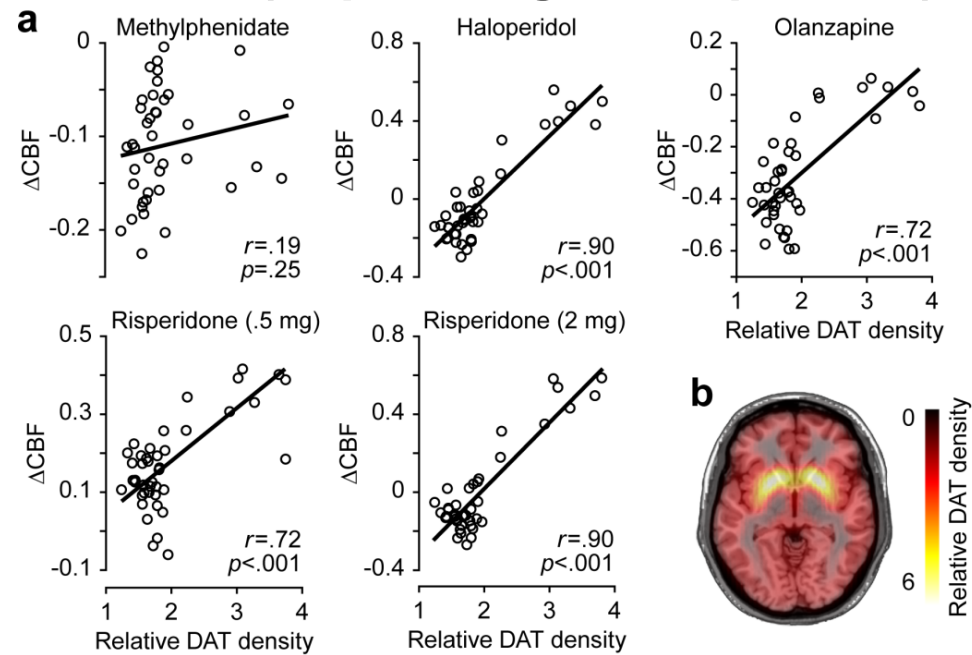 a
Methylphenidate
0
-0.1
-0.2
ΔCBF
r=.19
p=.25
Haloperidol
0.8
0.4
0
-0.4
ΔCBF
r=.90
p<.001
Olanzapine
0.2
0
-0.2
-0.4
-0.6
ΔCBF
r=.72
p<.001
1 2 3 4
Relative DAT density
Risperidone (.5 mg)
0.5
0.3
0.1
-0.1
ΔCBF
r=.72
p<.001
1 2 3 4
Relative DAT density
Risperidone (2 mg)
0.8
0.4
0
-0.4
ΔCBF
r=.90
p<.001
1 2 3 4
Relative DAT density
b
0
6
Relative DAT density